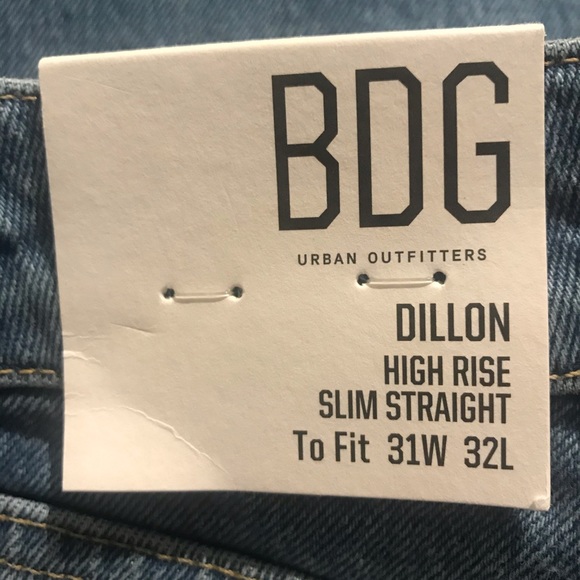 BDG
URBAN OUTFITTERS
DILLON
HIGH RISE
SLIM STRAIGHT
To Fit 31W 32L